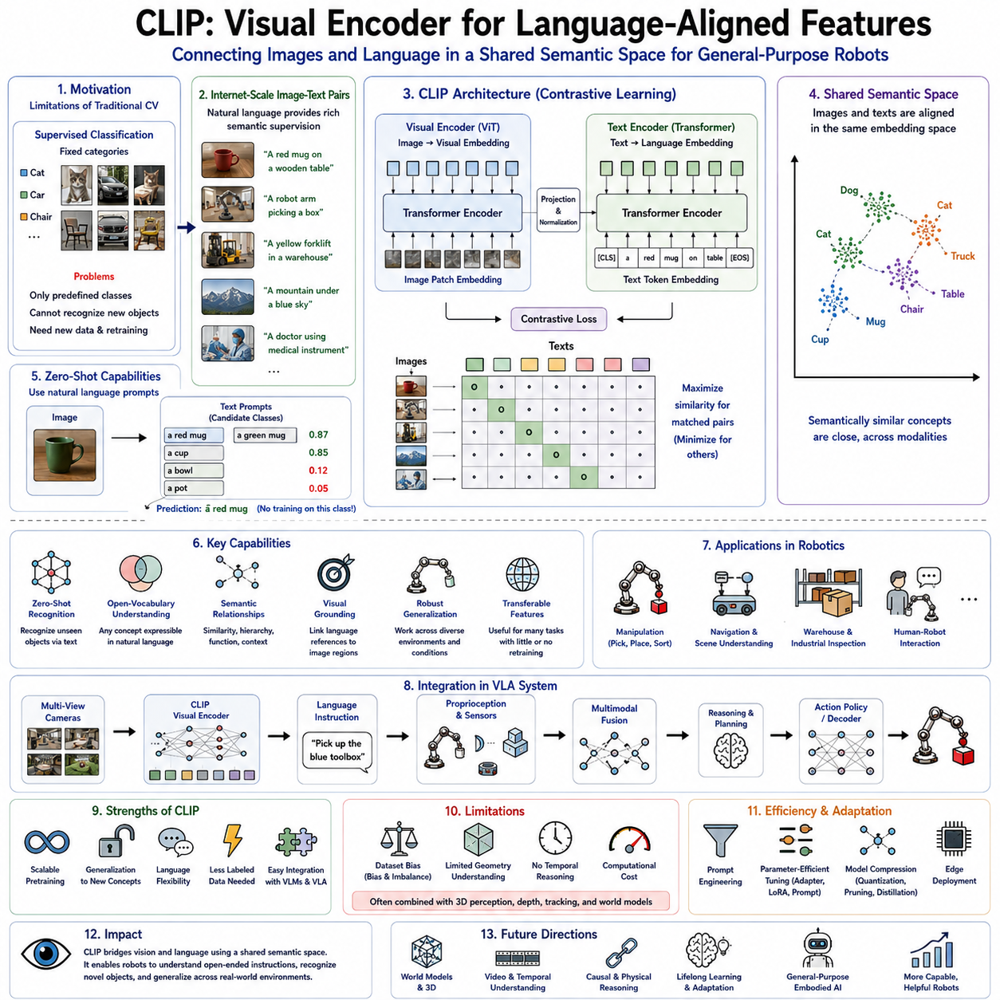 CLIP: Visual Encoder for Language-Aligned Features
Connecting Images and Language in a Shared Semantic Space for General-Purpose Robots
1. Motivation
Limitations of Traditional CV
Supervised Classification
Fixed categories
Cat
Car
Chair
...
Problems
Only predefined classes
Cannot recognize new objects
Need new data & retraining
2. Internet-Scale Image-Text Pairs
Natural language provides rich
semantic supervision
"A red mug on
a wooden table"
"A robot arm
picking a box"
"A yellow forklift
in a warehouse"
"A mountain under
a blue sky"
"A doctor using
medical instrument"
...
3. CLIP Architecture (Contrastive Learning)
Visual Encoder (ViT)
Image → Visual Embedding
Transformer Encoder
Image Patch Embedding
Projection
&
Normalization
Text Encoder (Transformer)
Text → Language Embedding
Transformer Encoder
[CLS] a red mug on table [EOS]
Text Token Embedding
Contrastive Loss
Texts
Images
Maximize
similarity for
matched pairs
(Minimize for
others)
4. Shared Semantic Space
Images and texts are aligned
in the same embedding space
Dog
Cat
Cat
Truck
Table
Chair
Mug
Cup
Semantically similar concepts
are close, across modalities
5. Zero-Shot Capabilities
Use natural language prompts
Image
Text Prompts
(Candidate Classes)
a red mug a green mug 0.87
a cup 0.85
a bowl 0.12
a pot 0.05
Prediction: a red mug (No training on this class!)
6. Key Capabilities
Zero-Shot
Recognition
Recognize unseen
objects via text
Open-Vocabulary
Understanding
Any concept expressible
in natural language
Semantic
Relationships
Similarity, hierarchy,
function, context
Visual
Grounding
Link language
references to
image regions
Robust
Generalization
Work across diverse
environments and
conditions
Transferable
Features
Useful for many tasks
with little or no
retraining
7. Applications in Robotics
Manipulation
(Pick, Place, Sort)
Navigation &
Scene Understanding
Warehouse &
Industrial Inspection
Human-Robot
Interaction
...
8. Integration in VLA System
Multi-View
Cameras
CLIP
Visual Encoder
Language
Instruction
"Pick up the
blue toolbox"
Proprioception
& Sensors
Multimodal
Fusion
Reasoning &
Planning
Action Policy
/ Decoder
9. Strengths of CLIP
Scalable
Pretraining
Generalization
to New Concepts
Language
Flexibility
Less Labeled
Data Needed
Easy Integration
with VLMs & VLA
10. Limitations
Dataset Bias
(Bias & Imbalance)
Limited Geometry
Understanding
No Temporal
Reasoning
Computational
Cost
Often combined with 3D perception, depth, tracking, and world models
11. Efficiency & Adaptation
Prompt
Engineering
Parameter-Efficient
Tuning (Adapter,
LoRA, Prompt)
Model Compression
(Quantization,
Pruning, Distillation)
Edge
Deployment
12. Impact
CLIP bridges vision and language using a shared semantic space.
It enables robots to understand open-ended instructions, recognize
novel objects, and generalize across real-world environments.
13. Future Directions
World Models
& 3D
Video & Temporal
Understanding
Causal & Physical
Reasoning
Lifelong Learning
& Adaptation
General-Purpose
Embodied AI
More Capable,
Helpful Robots